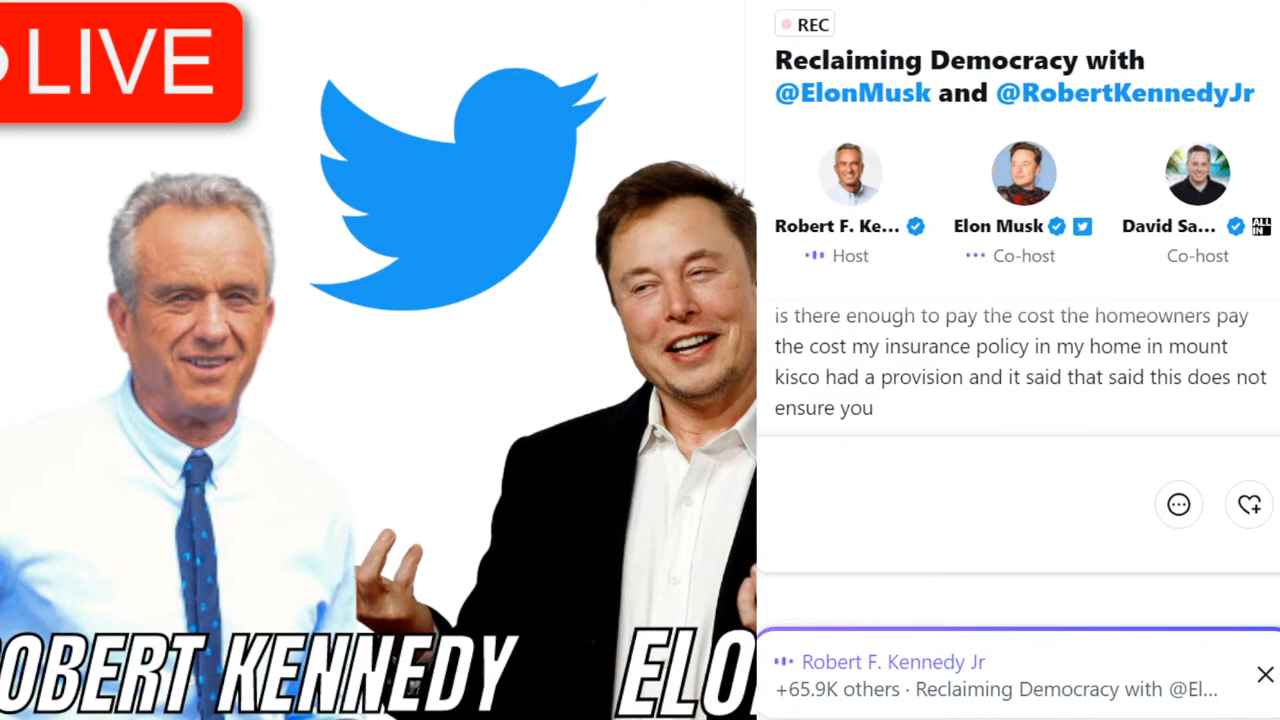 LIVE
OBERT KENNEDY
ELO
REC
Reclaiming Democracy with
@ElonMusk and @RobertKennedyJr
Robert F. Ke...
Elon Musk
David Sa...
ALL
IN
Host
Co-host
Co-host
is there enough to pay the cost the homeowners pay
the cost my insurance policy in my home in mount
kisco had a provision and it said that said this does not
ensure you
Robert F. Kennedy Jr
+65.9K others · Reclaiming Democracy with @El...